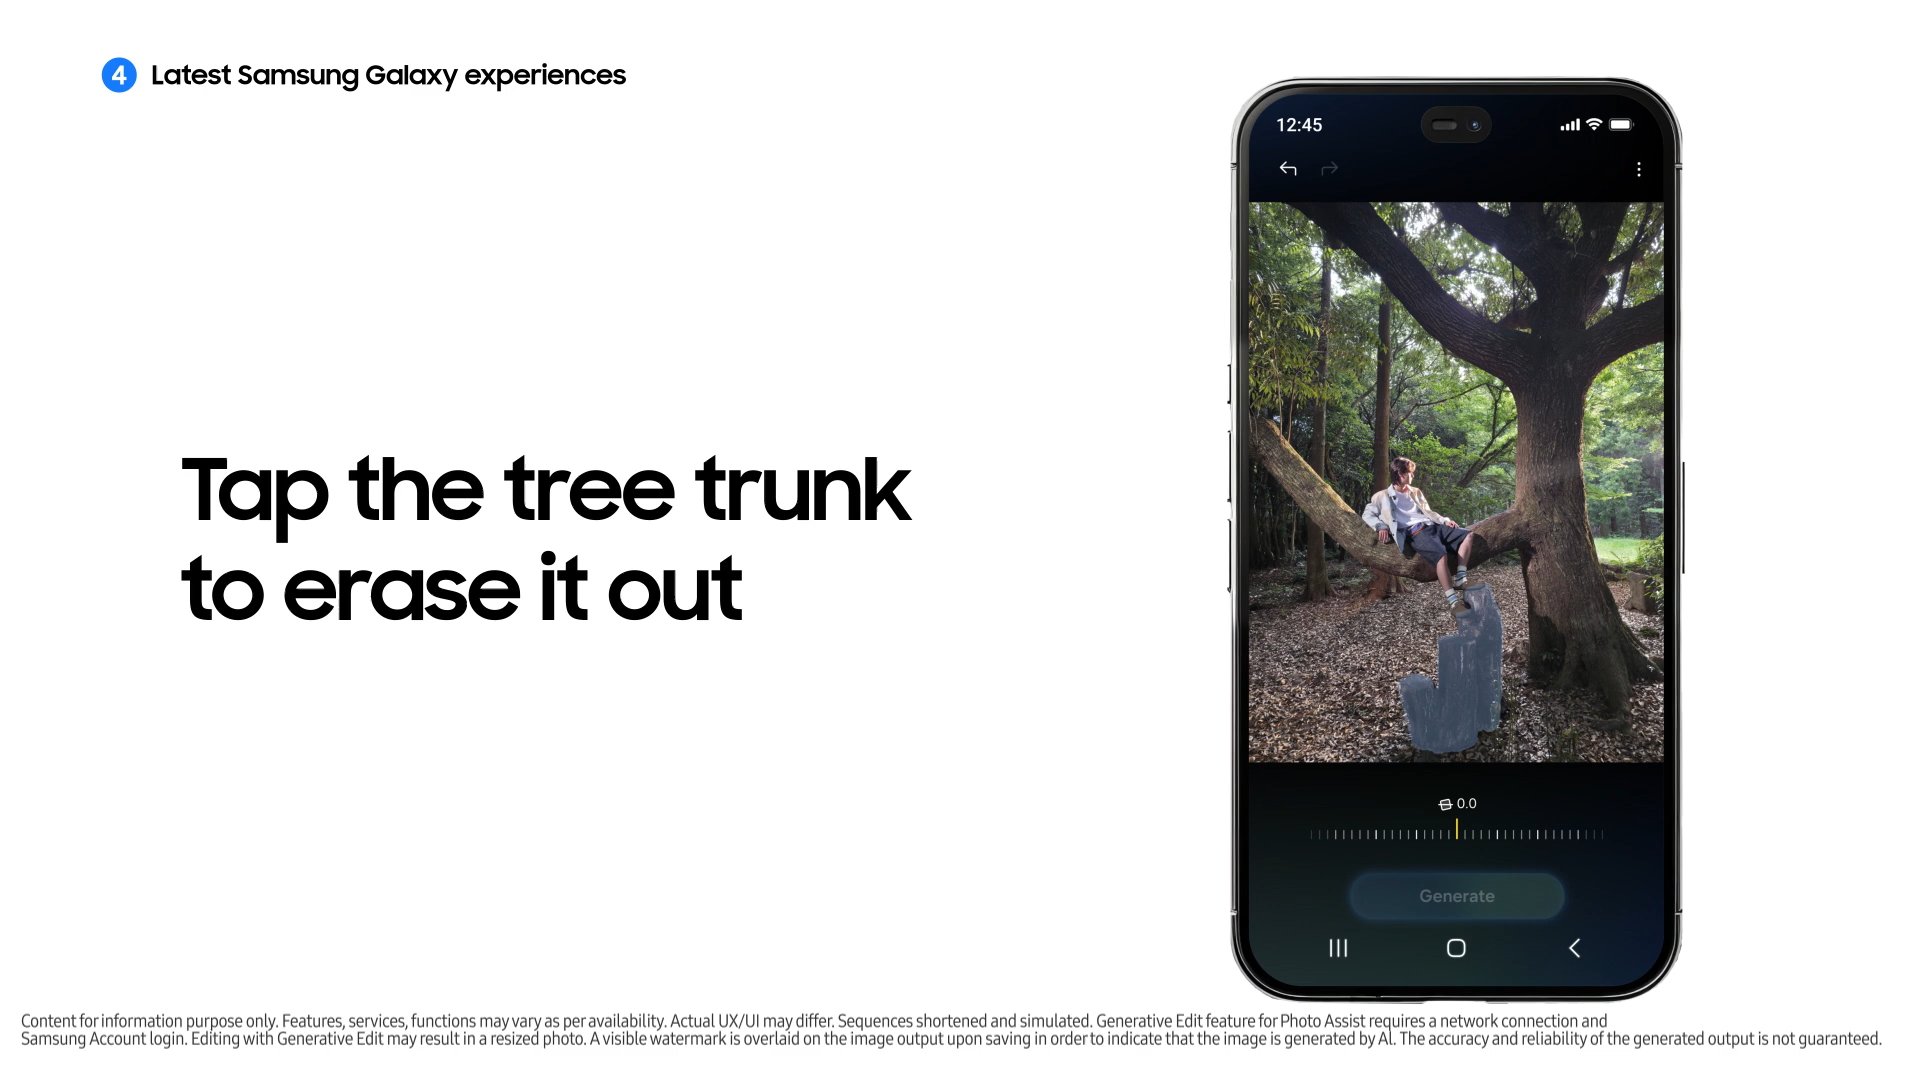 4 Latest Samsung Galaxy experiences
Tap the tree trunk
to erase it out
12:45
0.0
Generate
Content for information purpose only. Features, services, functions may vary as per availability. Actual UX/UI may differ. Sequences shortened and simulated. Generative Edit feature for Photo Assist requires a network connection and
Samsung Account login. Editing with Generative Edit may result in a resized photo. A visible watermark is overlaid on the image output upon saving in order to indicate that the image is generated by Al. The accuracy and reliability of the generated output is not guaranteed.